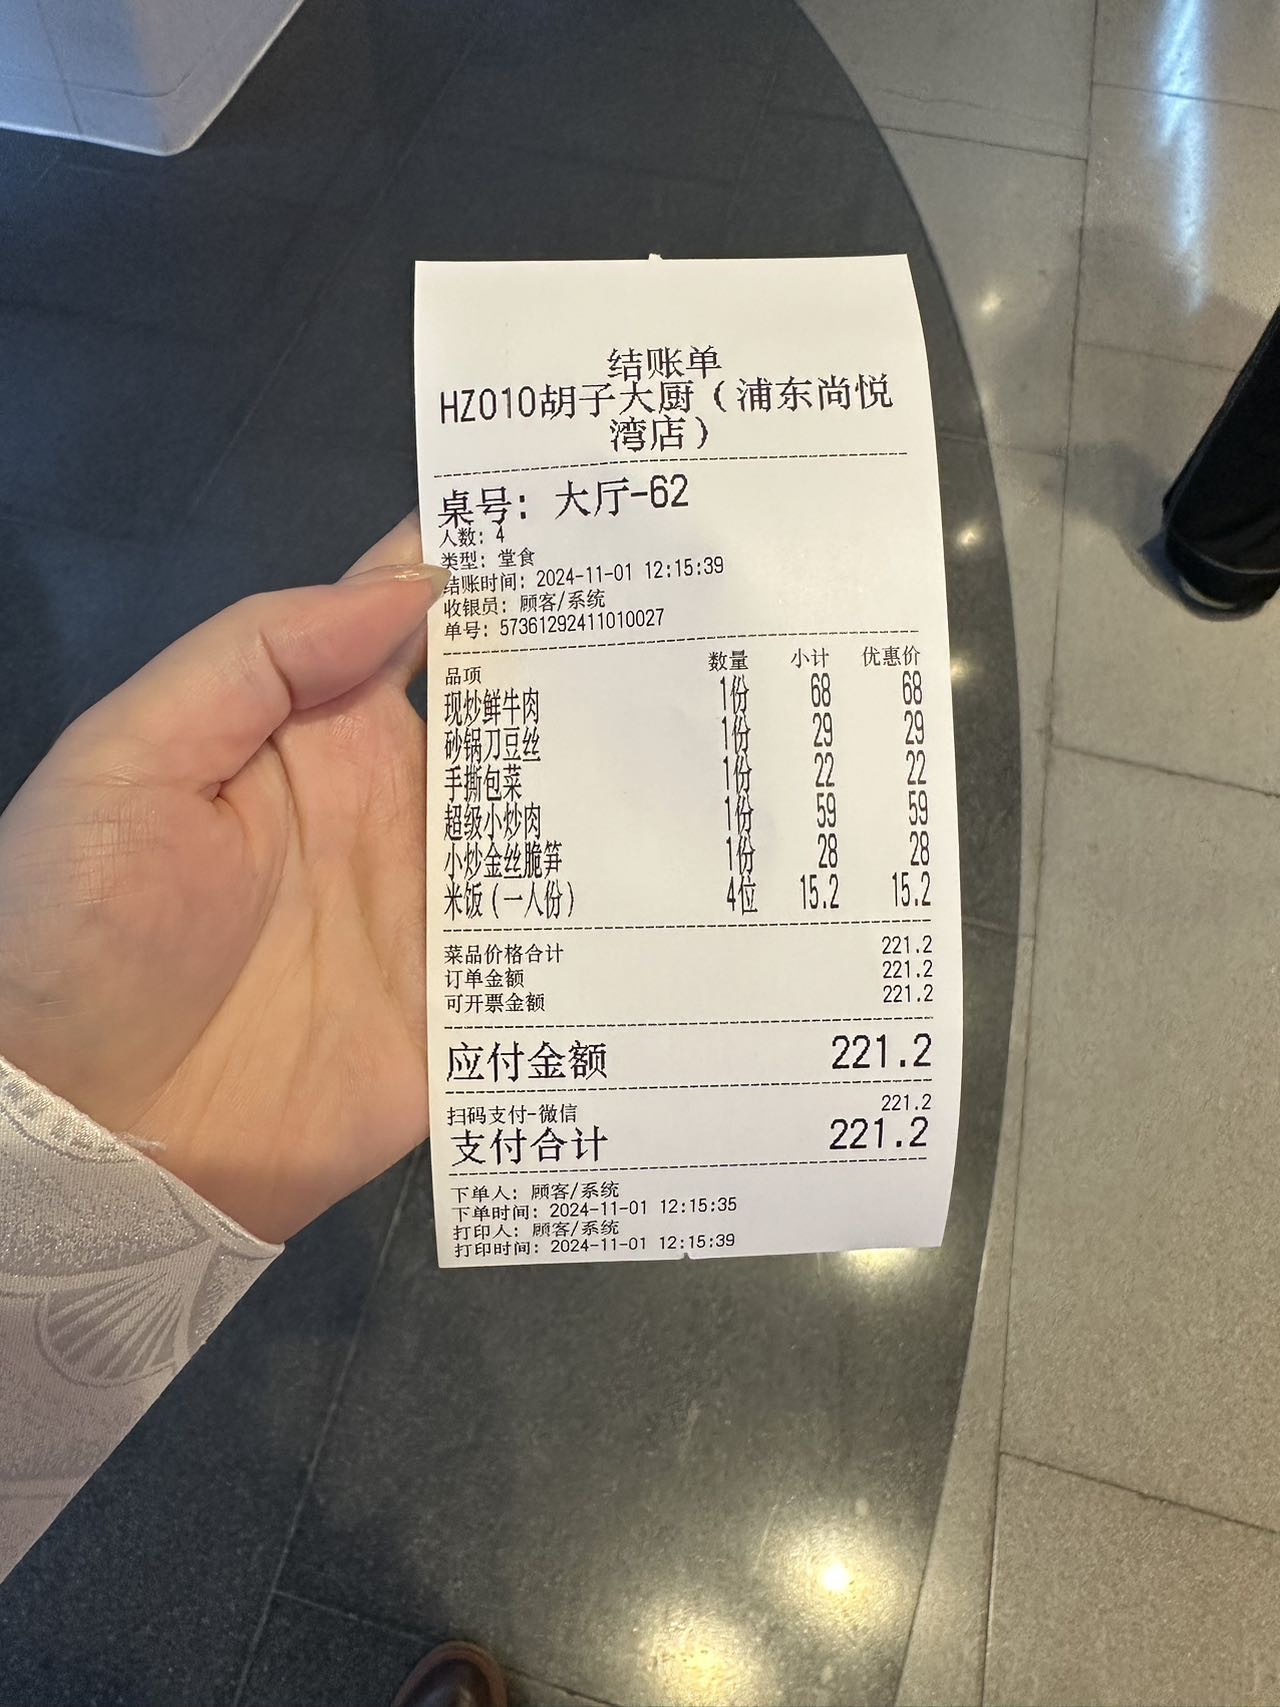 结账单
HZ010胡子大厨（浦东尚悦
湾店）
桌号：大厅-62
人数：4
类型：堂食
结账时间：2024-11-01 12:15:39
收银员：顾客/系统
单号：57361292411010027
品项 数量 小计 优惠价
现炒鲜牛肉 1份 68 68
砂锅刀豆丝 1份 29 29
手撕包菜 1份 22 22
超级小炒肉 1份 59 59
小炒金丝脆笋 1份 28 28
米饭（一人份） 4位 15.2 15.2
菜品价格合计 221.2
订单金额 221.2
可开票金额 221.2
应付金额 221.2
扫码支付-微信 221.2
支付合计 221.2
下单人：顾客/系统
下单时间：2024-11-01 12:15:35
打印人：顾客/系统
打印时间：2024-11-01 12:15:39